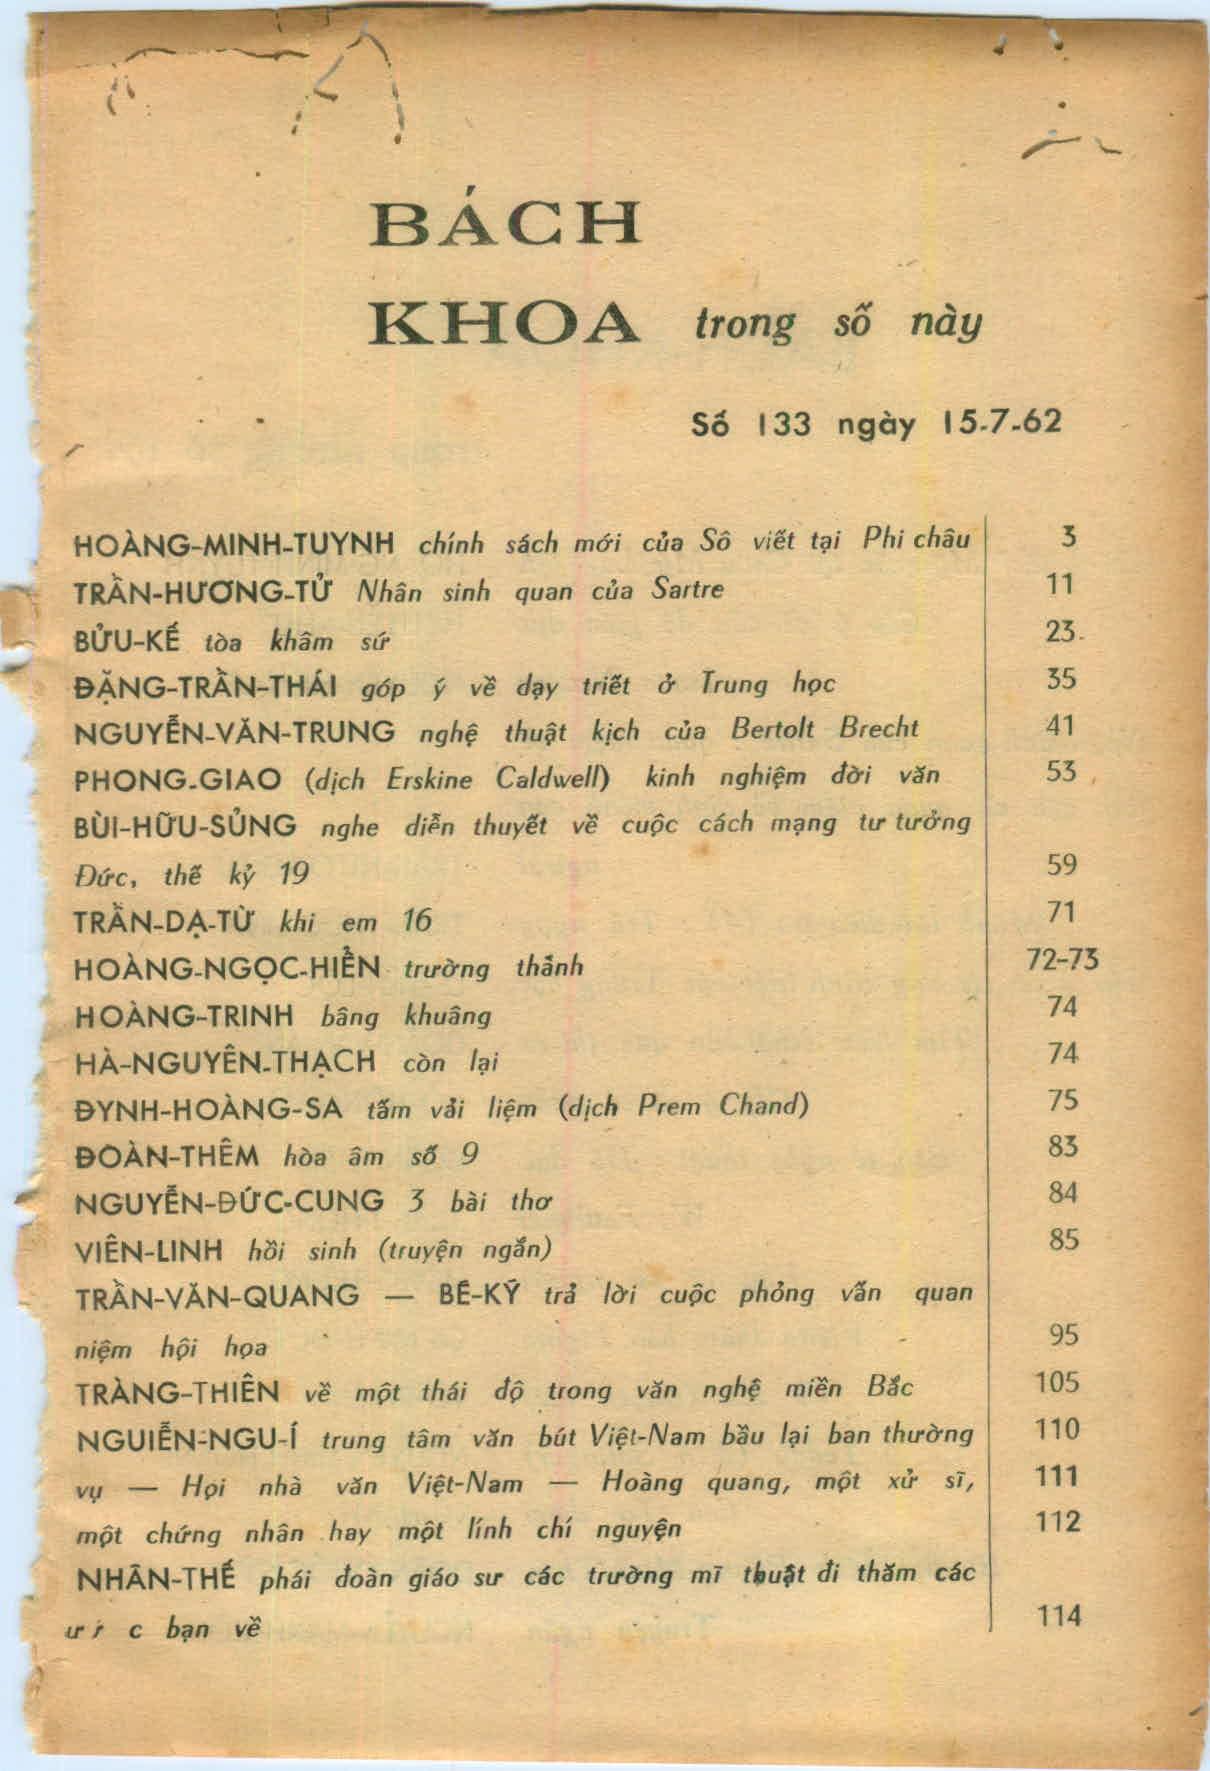 BÁCH
KHOA trong số này
Số 133 ngày 15-7-62
HOÀNG-MINH-TUYNH chính sách mới của Sô viết tại Phi châu 3
TRẦN-HƯƠNG-TỬ Nhân sinh quan của Sartre 11
BỬU-KẾ tòa khâm sứ 23
ĐẶNG-TRẦN-THÁI góp ý về dạy triết ở Trung học 35
NGUYỄN-VĂN-TRUNG nghệ thuật kịch của Bertolt Brecht 41
PHONG-GIAO (dịch Erskine Caldwell) kinh nghiệm đời văn 53
BÙI-HỮU-SỦNG nghe diễn thuyết về cuộc cách mạng tư tưởng
Đức, thế kỷ 19 59
TRẦN-DẠ-TỪ khi em 16 71
HOÀNG-NGỌC-HIỂN trường thành 72-73
HOÀNG-TRINH bâng khuâng 74
HÀ-NGUYÊN-THẠCH còn lại 74
ĐYNH-HOÀNG-SA tấm vải liệm (dịch Prem Chand) 75
ĐOÀN-THÊM hòa âm số 9 83
NGUYỄN-ĐỨC-CUNG 3 bài thơ 84
VIÊN-LINH hồi sinh (truyện ngắn) 85
TRẦN-VĂN-QUANG — BÉ-KÝ trả lời cuộc phỏng vấn quan
niệm hội họa 95
TRÀNG-THIÊN về một thái độ trong văn nghệ miền Bắc 105
NGUIỄN-NGU-Í trung tâm văn bút Việt-Nam bầu lại ban thường 110
vụ — Họi nhà văn Việt-Nam — Hoàng quang, một xử sĩ, 111
một chứng nhân hay một lính chí nguyện 112
NHÂN-THẾ phái đoàn giáo sư các trường mĩ thuật đi thăm các
c bạn về 114